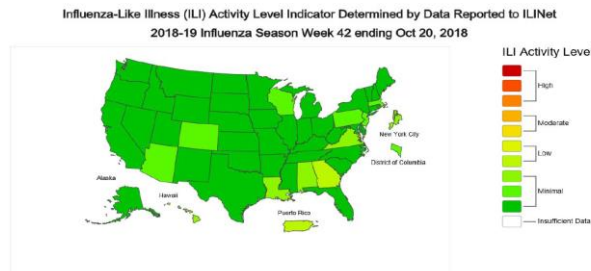 Influenza-Like Illness (ILI) Activity Level Indicator Determined by Data Reported to ILINet
2018-19 Influenza Season Week 42 ending Oct 20, 2018
ILI Activity Leve
High
Moderate
Low
Minimal
Insufficient Data
New York City
District of Columbia
Alaska
Hawaii
Puerto Rico